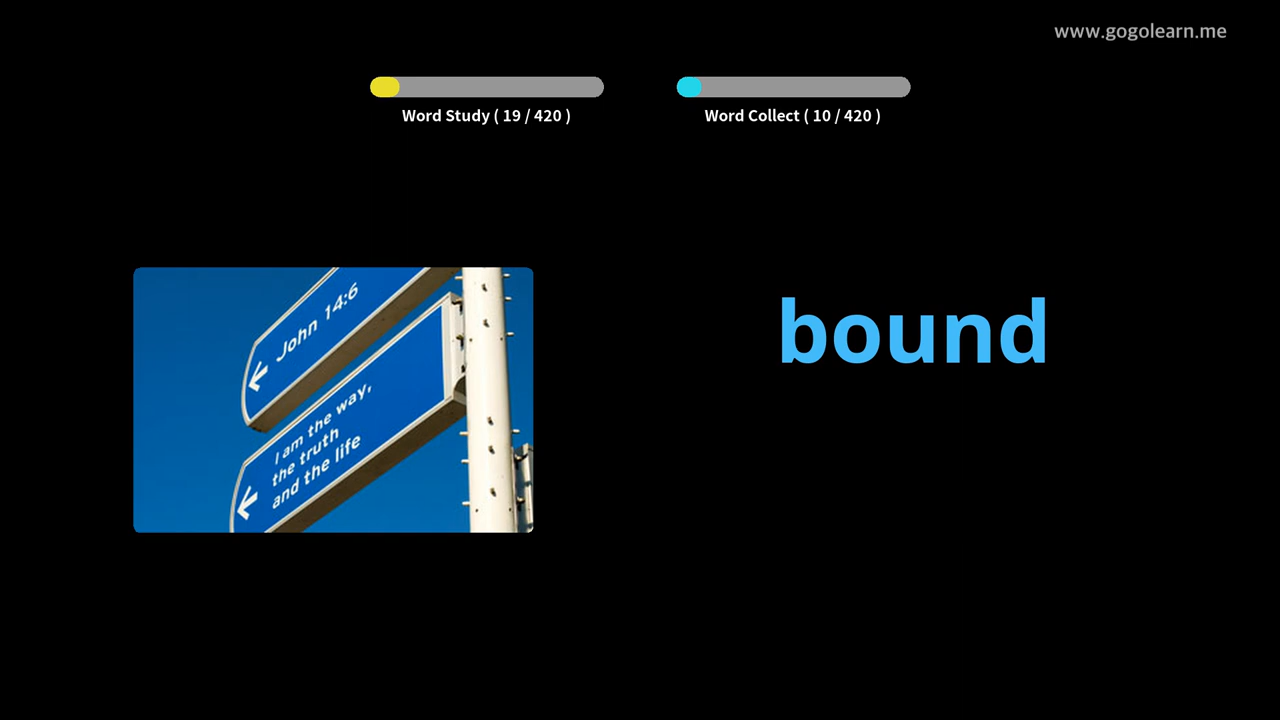 www.gogolearn.me
Word Study ( 19 / 420 )
Word Collect ( 10 / 420 )
John 14:6
I am the way,
the truth
and the life
bound